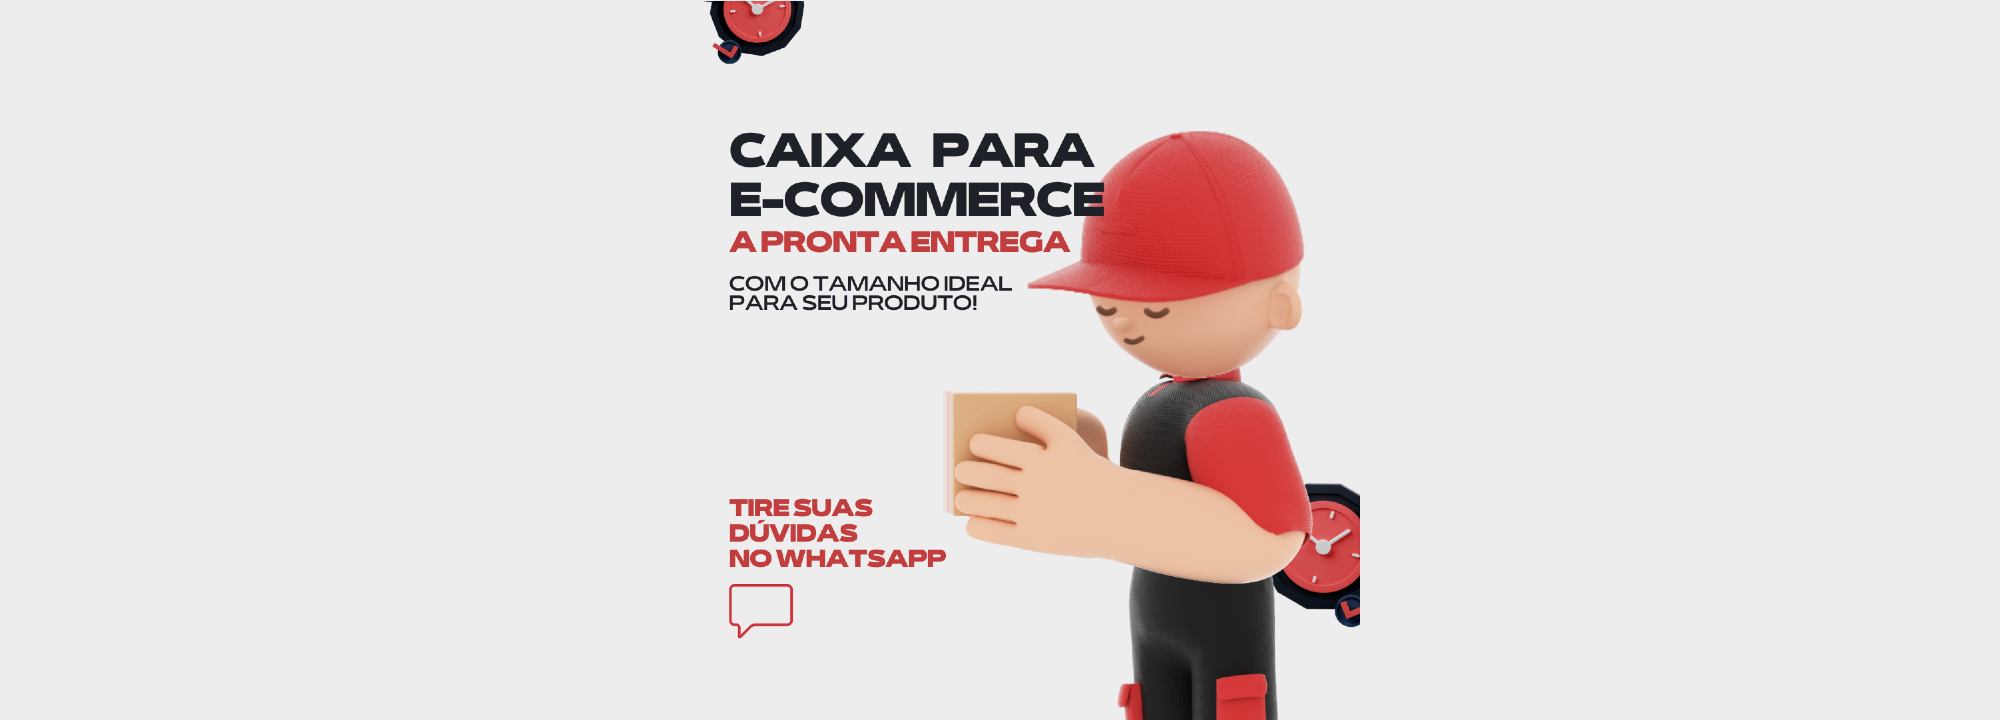 CAIXA PARA
E-COMMERCE
A PRONTA ENTREGA
COM O TAMANHO IDEAL
PARA SEU PRODUTO!
TIRE SUAS
DÚVIDAS
NO WHATSAPP